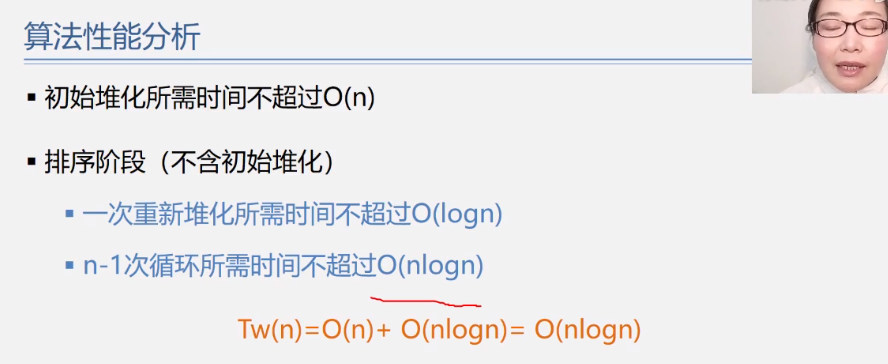 算法性能分析
▪ 初始堆化所需时间不超过O(n)
▪ 排序阶段（不含初始堆化）
▪ 一次重新堆化所需时间不超过O(logn)
▪ n-1次循环所需时间不超过O(nlogn)
Tw(n)=O(n)+ O(nlogn)= O(nlogn)